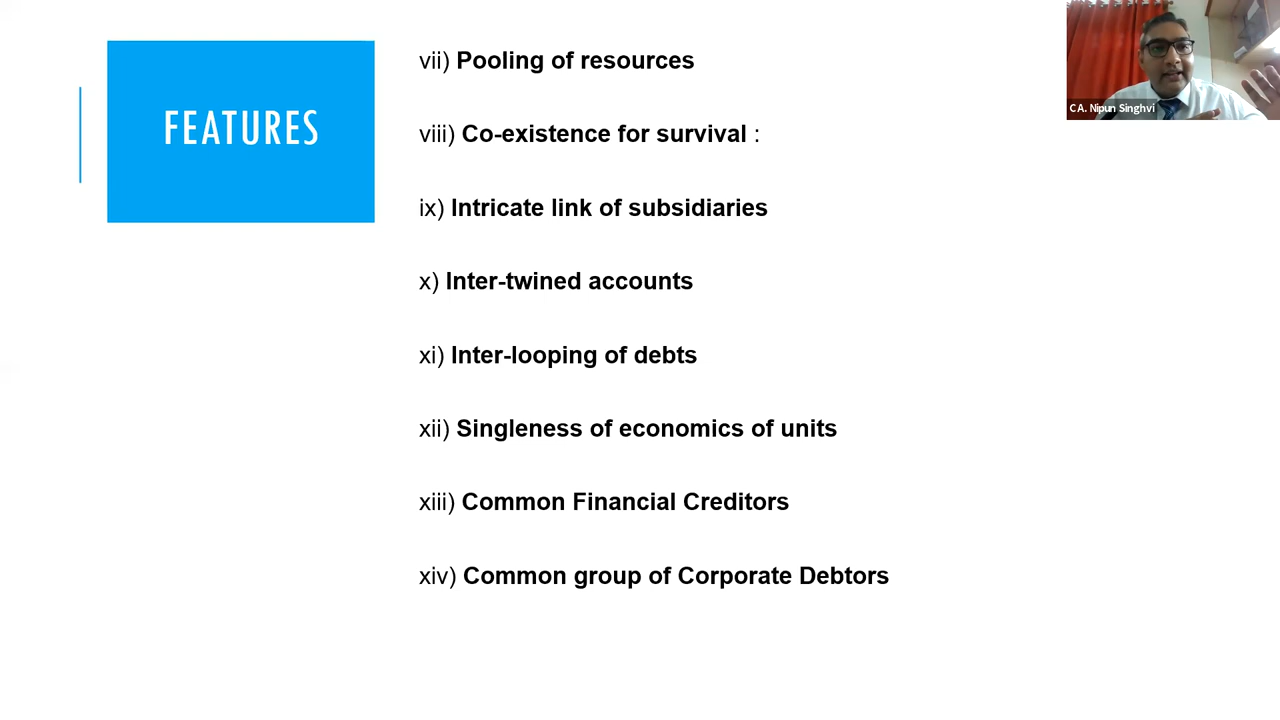 FEATURES
vii) Pooling of resources
viii) Co-existence for survival :
ix) Intricate link of subsidiaries
x) Inter-twined accounts
xi) Inter-looping of debts
xii) Singleness of economics of units
xiii) Common Financial Creditors
xiv) Common group of Corporate Debtors
CA. Nipun Singhvi